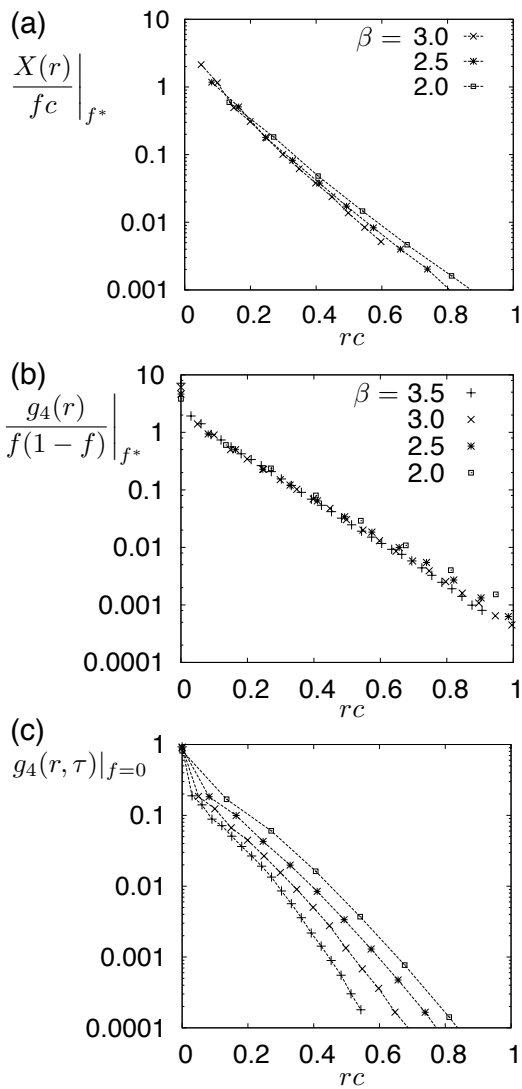 (a)
X(r)
fc
f*
β = 3.0
2.5
2.0
10
1
0.1
0.01
0.001
0 0.2 0.4 0.6 0.8 1
rc
(b)
g4(r)
f(1 − f)
f*
β = 3.5
3.0
2.5
2.0
10
1
0.1
0.01
0.001
0.0001
0 0.2 0.4 0.6 0.8 1
rc
(c)
g4(r, τ)|f=0
1
0.1
0.01
0.001
0.0001
0 0.2 0.4 0.6 0.8 1
rc